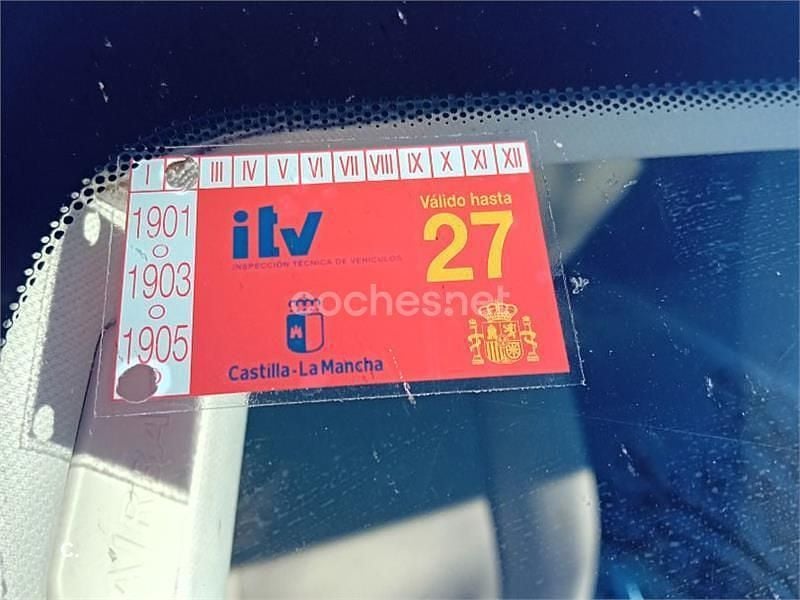 I III IV V VI VII VIII IX X XI XII
1901
1903
1905
itv
INSPECCIÓN TÉCNICA DE VEHÍCULOS
Válido hasta
27
coches.net
Castilla-La Mancha